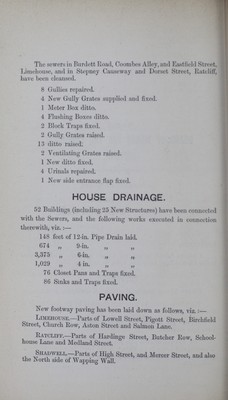 The sewers in Burdett Road, Coombes Alley, and Eastfield Street,
Limehouse, and in Stepney Causeway and Dorset Street, Ratcliff,
have been cleansed.
8 Gullies repaired.
4 New Gully Grates supplied and fixed.
1 Meter Box ditto.
4 Flushing Boxes ditto.
2 Block Traps fixed.
2 Gully Grates raised.
15 ditto raised.
2 Ventilating Grates raised.
1 New ditto fixed.
4 Urinals repaired.
1 New side entrance flap fixed.
HOUSE DRAINAGE.
52 Buildings (including 23 New Structures) have been connected
with the Sewers, and the following works executed in connection
therewith, viz. :—
148 feet of 12-in. Pipe Drain laid.
674 „ 9-in. „ „
3,375 „ 6-in. „ „
1,029 „ 4 in. „ „
76 Closet Pans and Traps fixed.
86 Sinks and Traps fixed.
PAVING.
New footway paving has been laid down as follows, viz. :—
LIMEHOUSE.—Parts of Lowell Street, Pigott Street, Birchfield
Street, Church Row, Aston Street and Salmon Lane.
RATCLIFF.—Parts of Hardinge Street, Butcher Row, School-
house Lane and Medland Street.
SHADWELL.—Parts of High Street, and Mercer Street, and also
the North side of Wapping Wall.